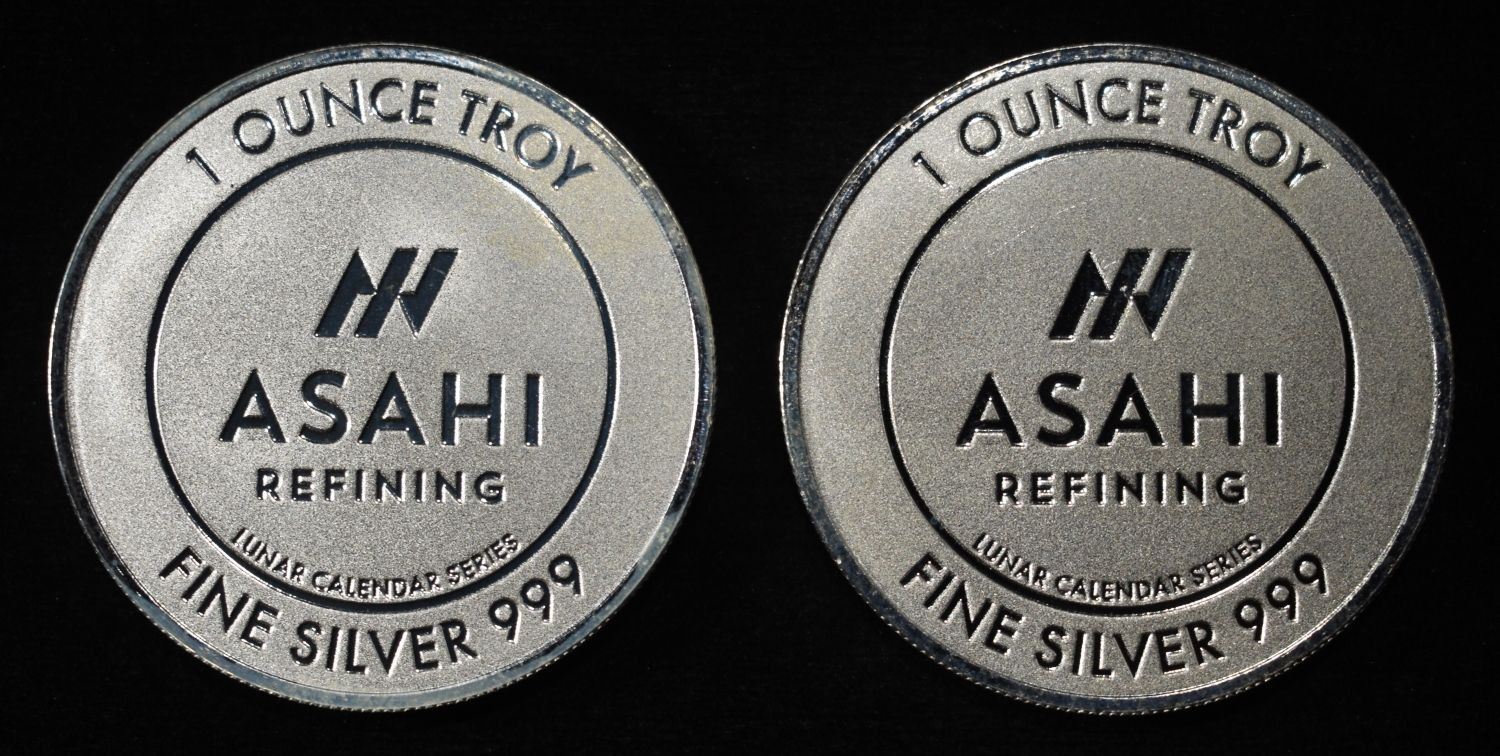 1 OUNCE TROY
ASAHI
REFINING
LUNAR CALENDAR SERIES
FINE SILVER 999
1 OUNCE TROY
ASAHI
REFINING
LUNAR CALENDAR SERIES
FINE SILVER 999